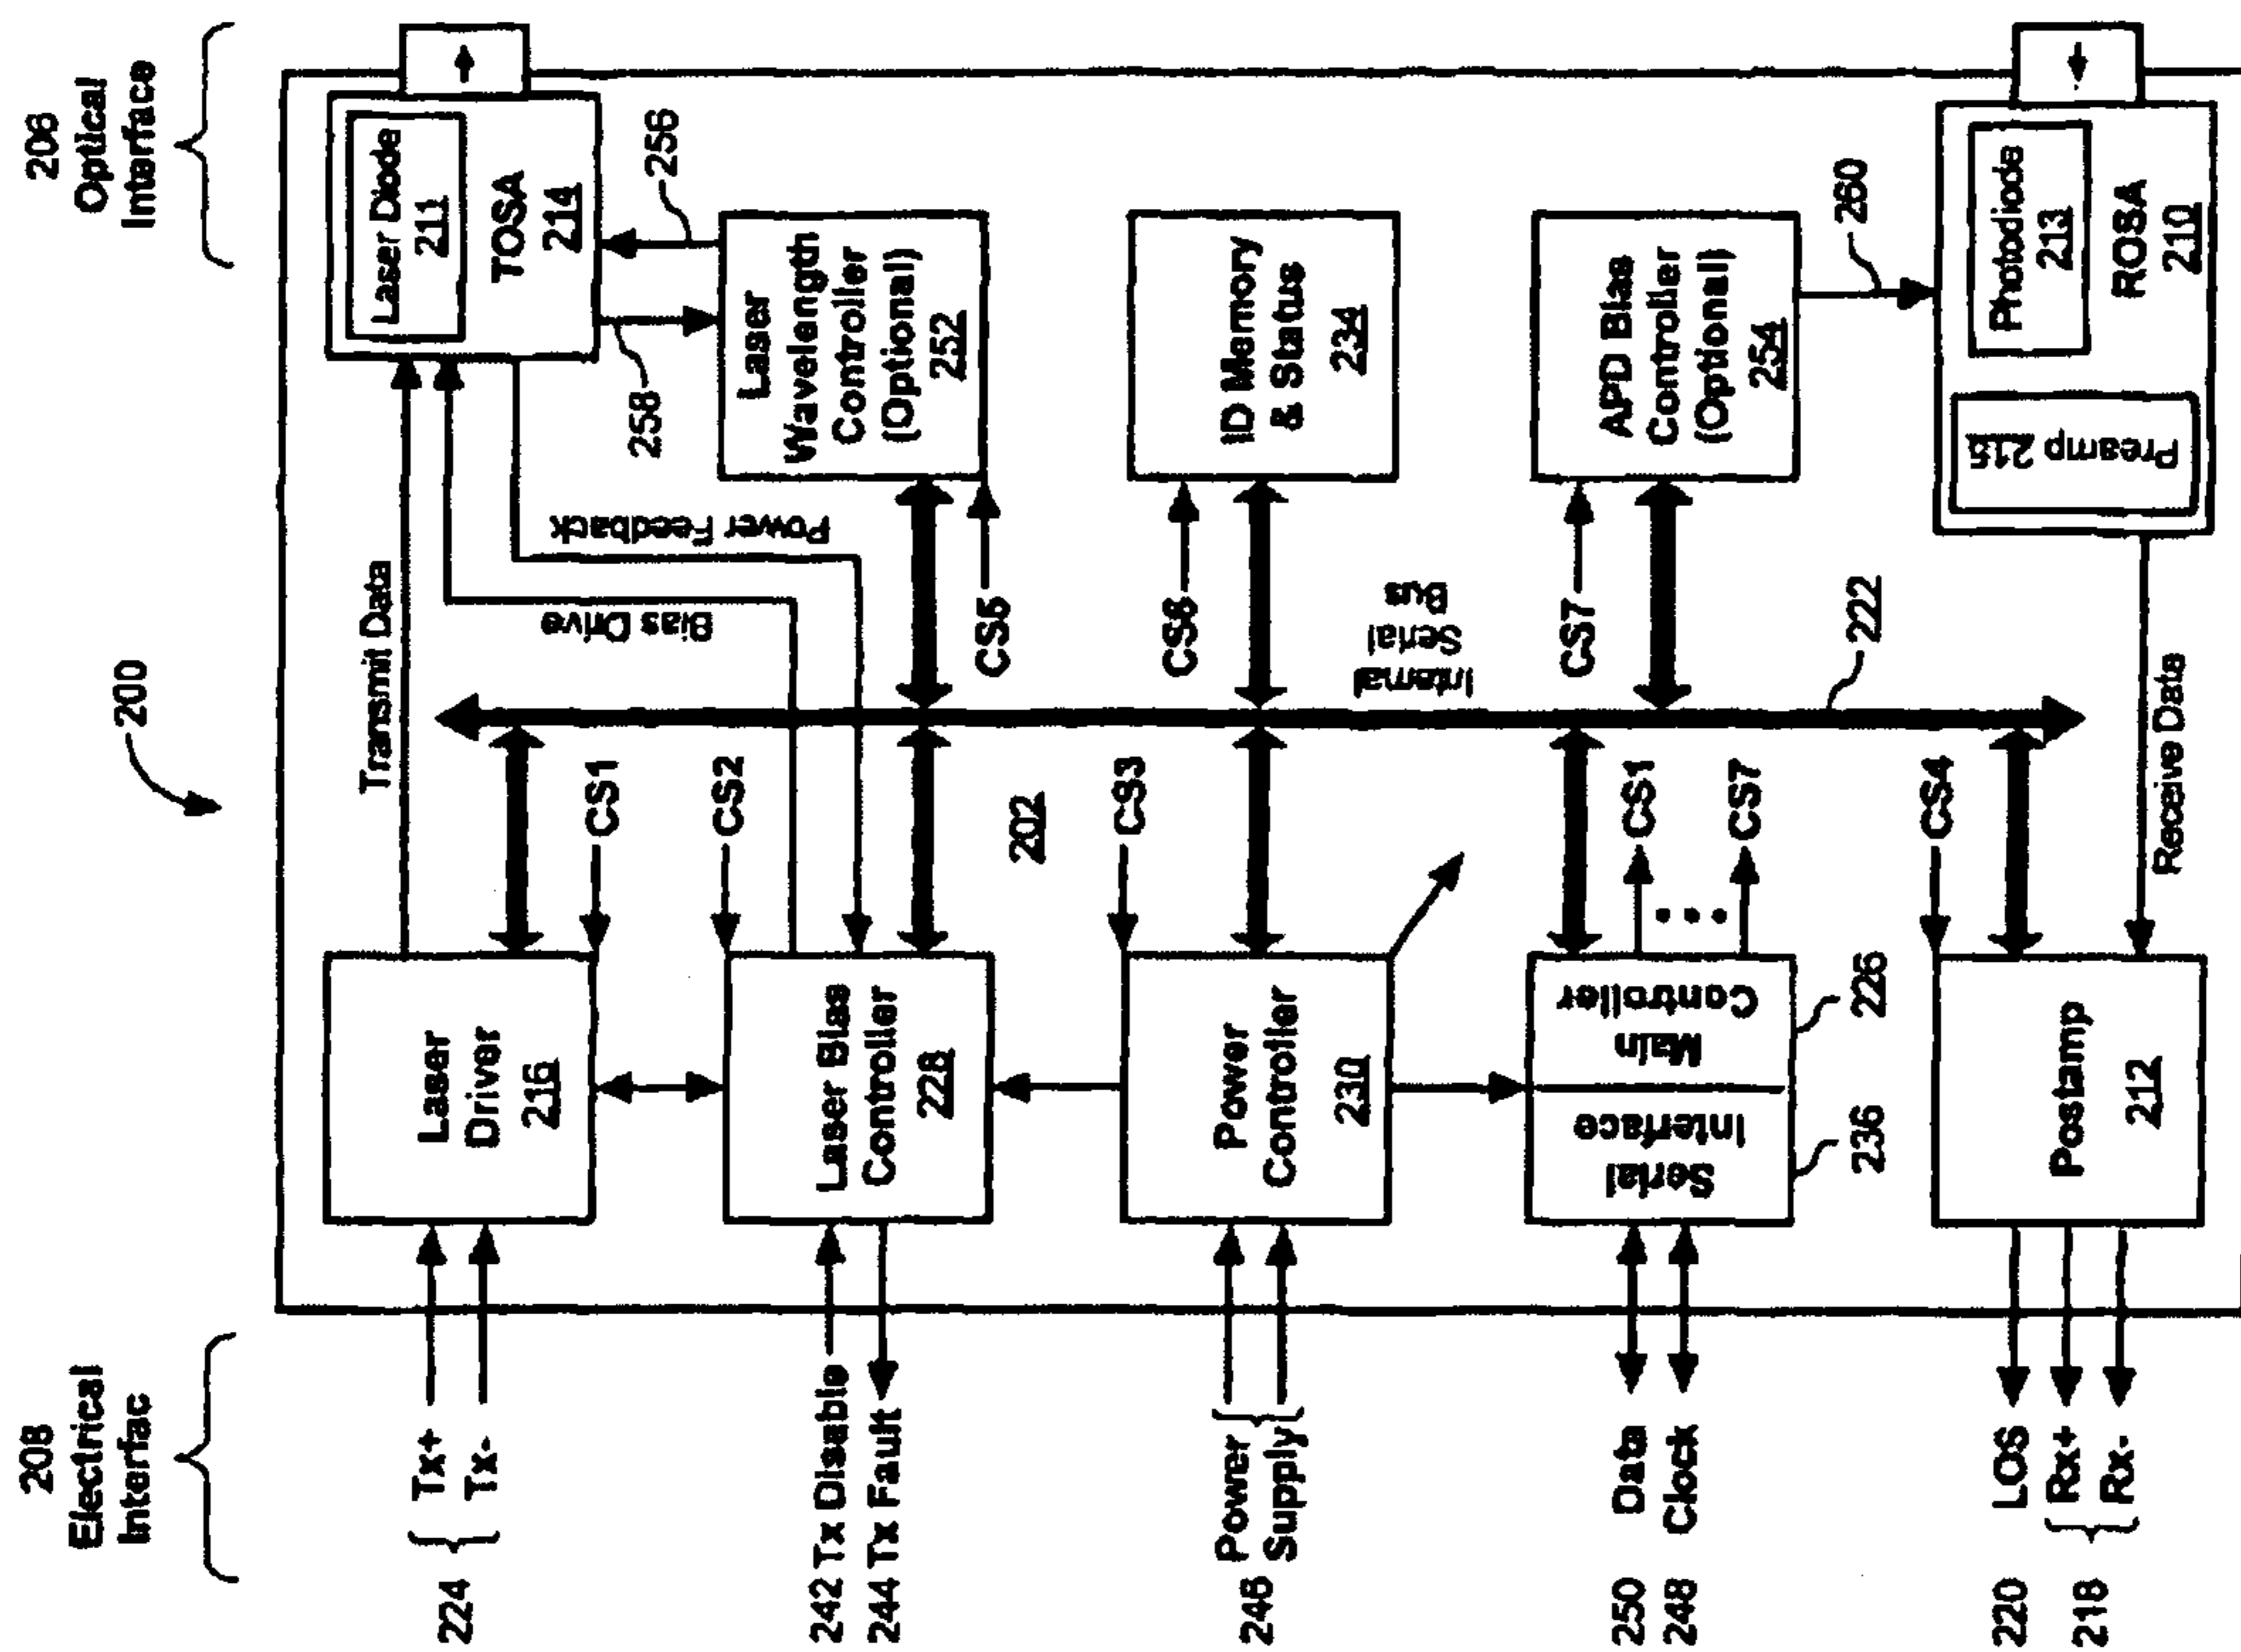 200
208
Electrical
Interfac
206
Optical
Interface
224
Tx+
Tx-
Laser
Driver
216
Transmit Data
CS1
Laser Diode
211
TOSA
214
242 Tx Disable
244 Tx Fault
Laser Bias
Controller
228
CS2
Bias Drive
Power Feedback
258
256
Laser
Wavelength
Controller
(Optional)
252
CS5
202
246
Power
Supply
Power
Controller
230
CS3
CS6
ID Memory
& Status
234
Internal
Serial
Bus
250 Data
248 Clock
Serial
Interface
236
Main
Controller
226
CS1
CS7
CS7
APD Bias
Controller
(Optional)
254
260
222
220 LOS
218
Rx+
Rx-
Postamp
212
CS4
Receive Data
Preamp 215
Photodiode
213
ROSA
210